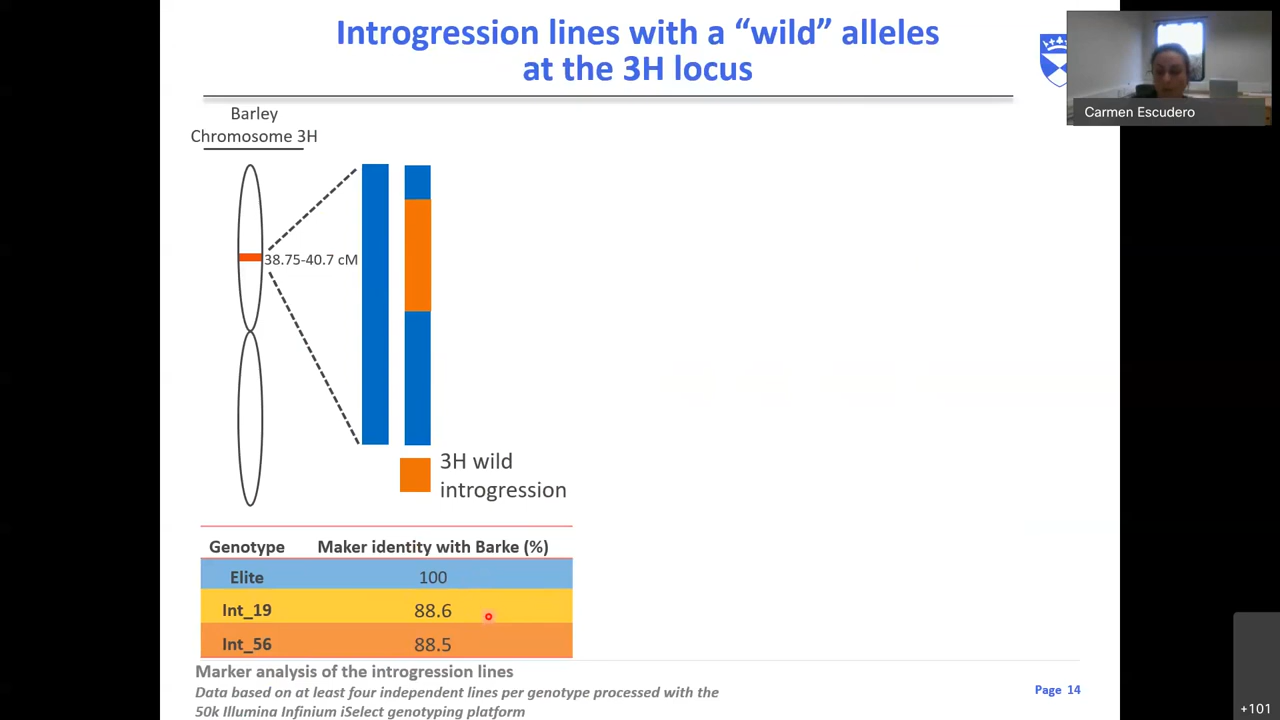 Introgression lines with a “wild” alleles
at the 3H locus
Carmen Escudero
Barley
Chromosome 3H
38.75-40.7 cM
3H wild
introgression
Genotype Maker identity with Barke (%)
Elite 100
Int_19 88.6
Int_56 88.5
Marker analysis of the introgression lines
Data based on at least four independent lines per genotype processed with the
50k Illumina Infinium iSelect genotyping platform
Page 14
+101